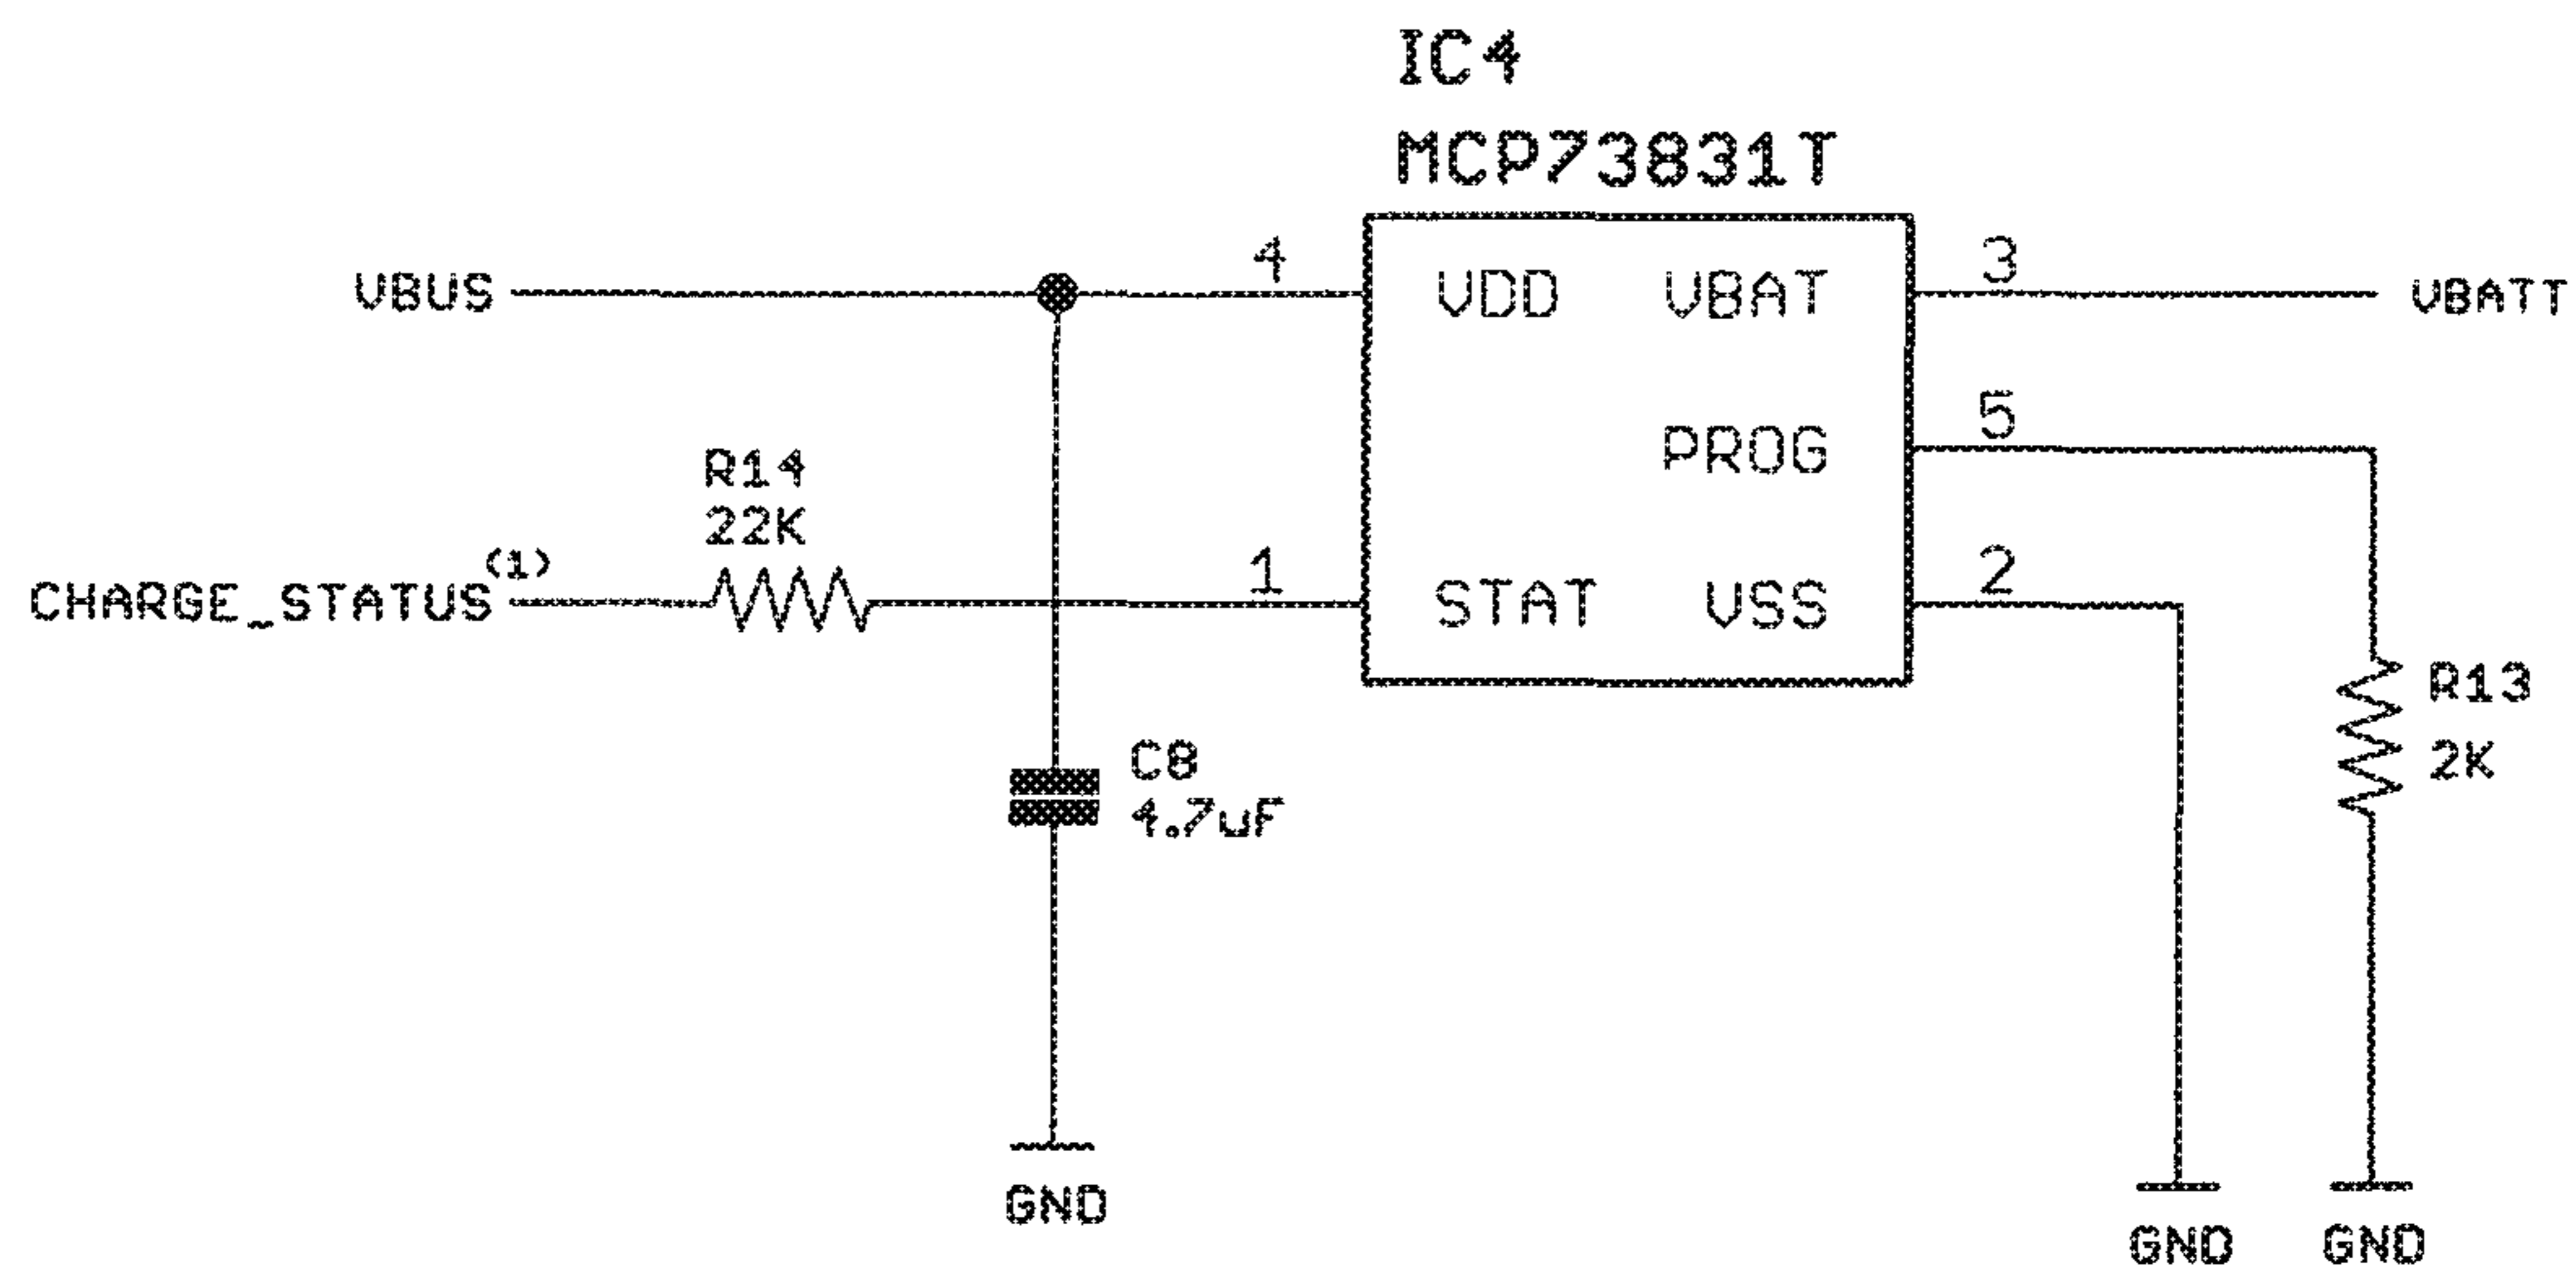 IC4
MCP73831T
VBUS
4
VDD
VBAT
3
VBATT
PROG
5
R14
22K
CHARGE_STATUS(1)
1
STAT
VSS
2
R13
2K
C8
4.7uF
GND
GND
GND